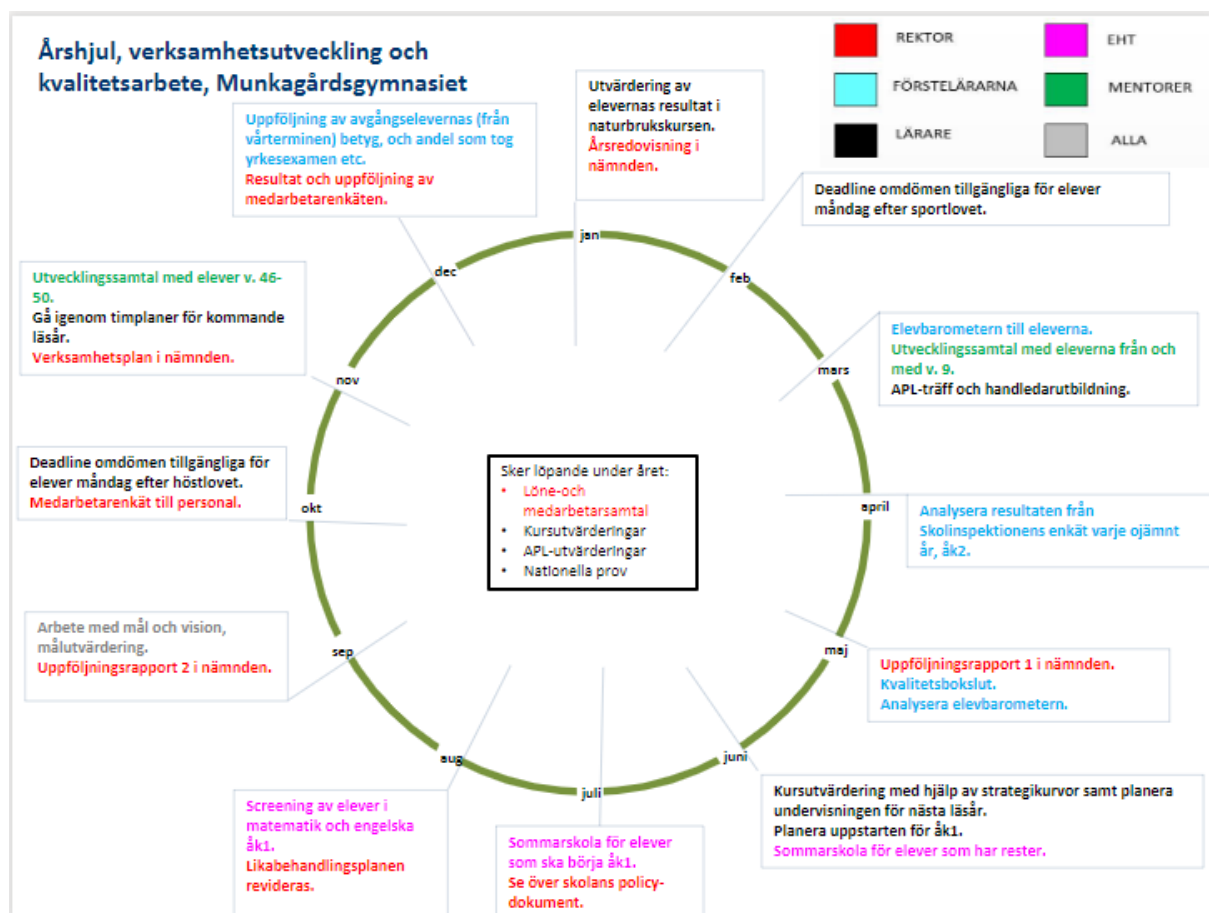 Årshjul, verksamhetsutveckling och
kvalitetsarbete, Munkagårdsgymnasiet
REKTOR
EHT
FÖRSTELÄRARNA
MENTORER
LÄRARE
ALLA
Uppföljning av avgångselevernas (från
vårterminen) betyg, och andel som tog
yrkesexamen etc.
Resultat och uppföljning av
medarbetarenkäten.
Utvärdering av
elevernas resultat i
naturbrukskursen.
Årsredovisning i
nämnden.
Deadline omdömen tillgängliga för elever
måndag efter sportlovet.
jan
feb
dec
Utvecklingssamtal med elever v. 46-
50.
Gå igenom timplaner för kommande
läsår.
Verksamhetsplan i nämnden.
Elevbarometern till eleverna.
Utvecklingssamtal med eleverna från och
med v. 9.
APL-träff och handledarutbildning.
mars
nov
Deadline omdömen tillgängliga för
elever måndag efter höstlovet.
Medarbetarenkät till personal.
okt
Sker löpande under året:
• Löne-och
medarbetarsamtal
• Kursutvärderingar
• APL-utvärderingar
• Nationella prov
april
Analysera resultaten från
Skolinspektionens enkät varje ojämnt
år, åk2.
Arbete med mål och vision,
målutvärdering.
Uppföljningsrapport 2 i nämnden.
sep
maj
Uppföljningsrapport 1 i nämnden.
Kvalitetsbokslut.
Analysera elevbarometern.
aug
juli
juni
Screening av elever i
matematik och engelska
åk1.
Likabehandlingsplanen
revideras.
Sommarskola för elever
som ska börja åk1.
Se över skolans policy-
dokument.
Kursutvärdering med hjälp av strategikurvor samt planera
undervisningen för nästa läsår.
Planera uppstarten för åk1.
Sommarskola för elever som har rester.